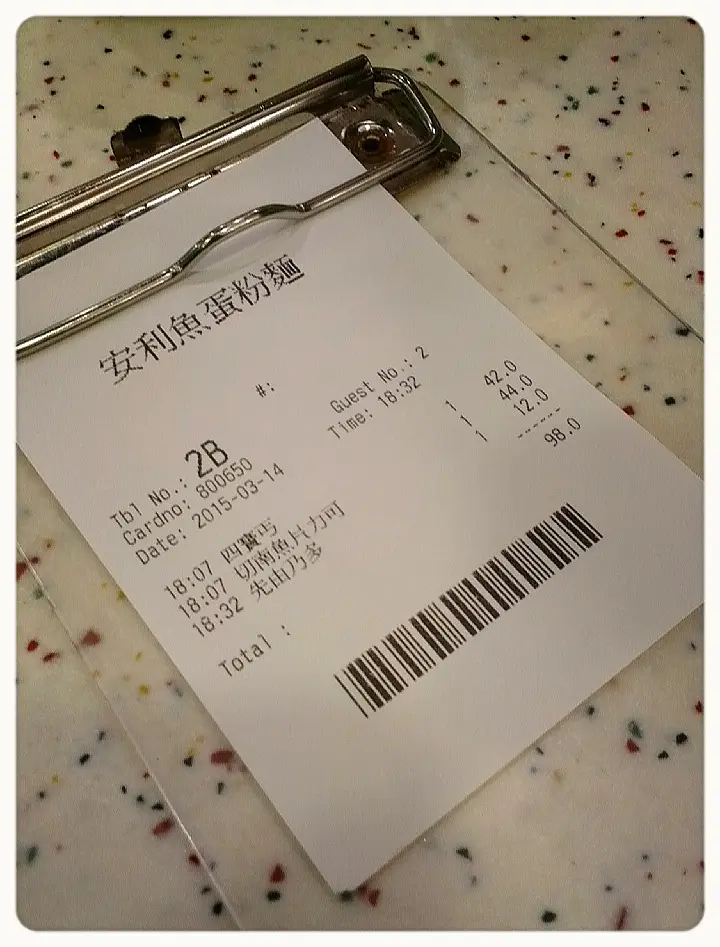 安利魚蛋粉麵
#:
Tbl No.: 2B Guest No.: 2
Cardno: 800650 Time: 18:32
Date: 2015-03-14
18:07 四寶丐 1 42.0
18:07 切南魚片力可 1 44.0
18:32 先由乃多 1 12.0
------
Total : 98.0